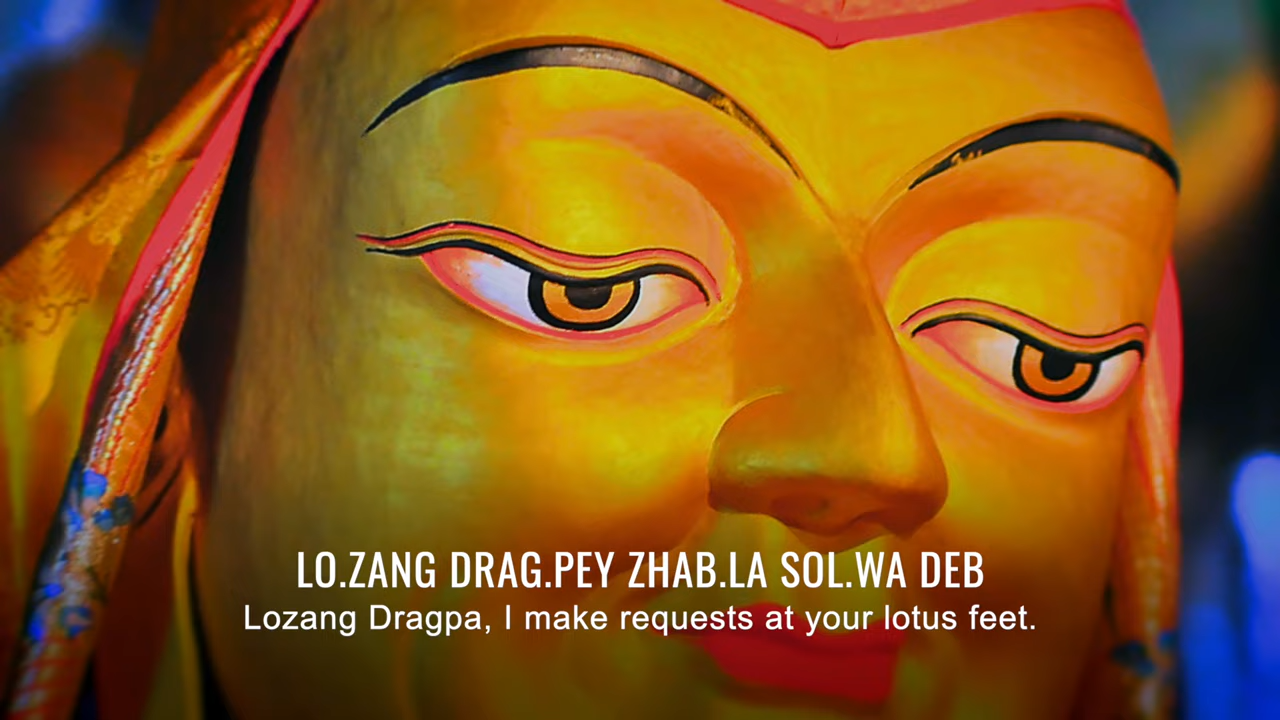 LO.ZANG DRAG.PEY ZHAB.LA SOL.WA DEB
Lozang Dragpa, I make requests at your lotus feet.